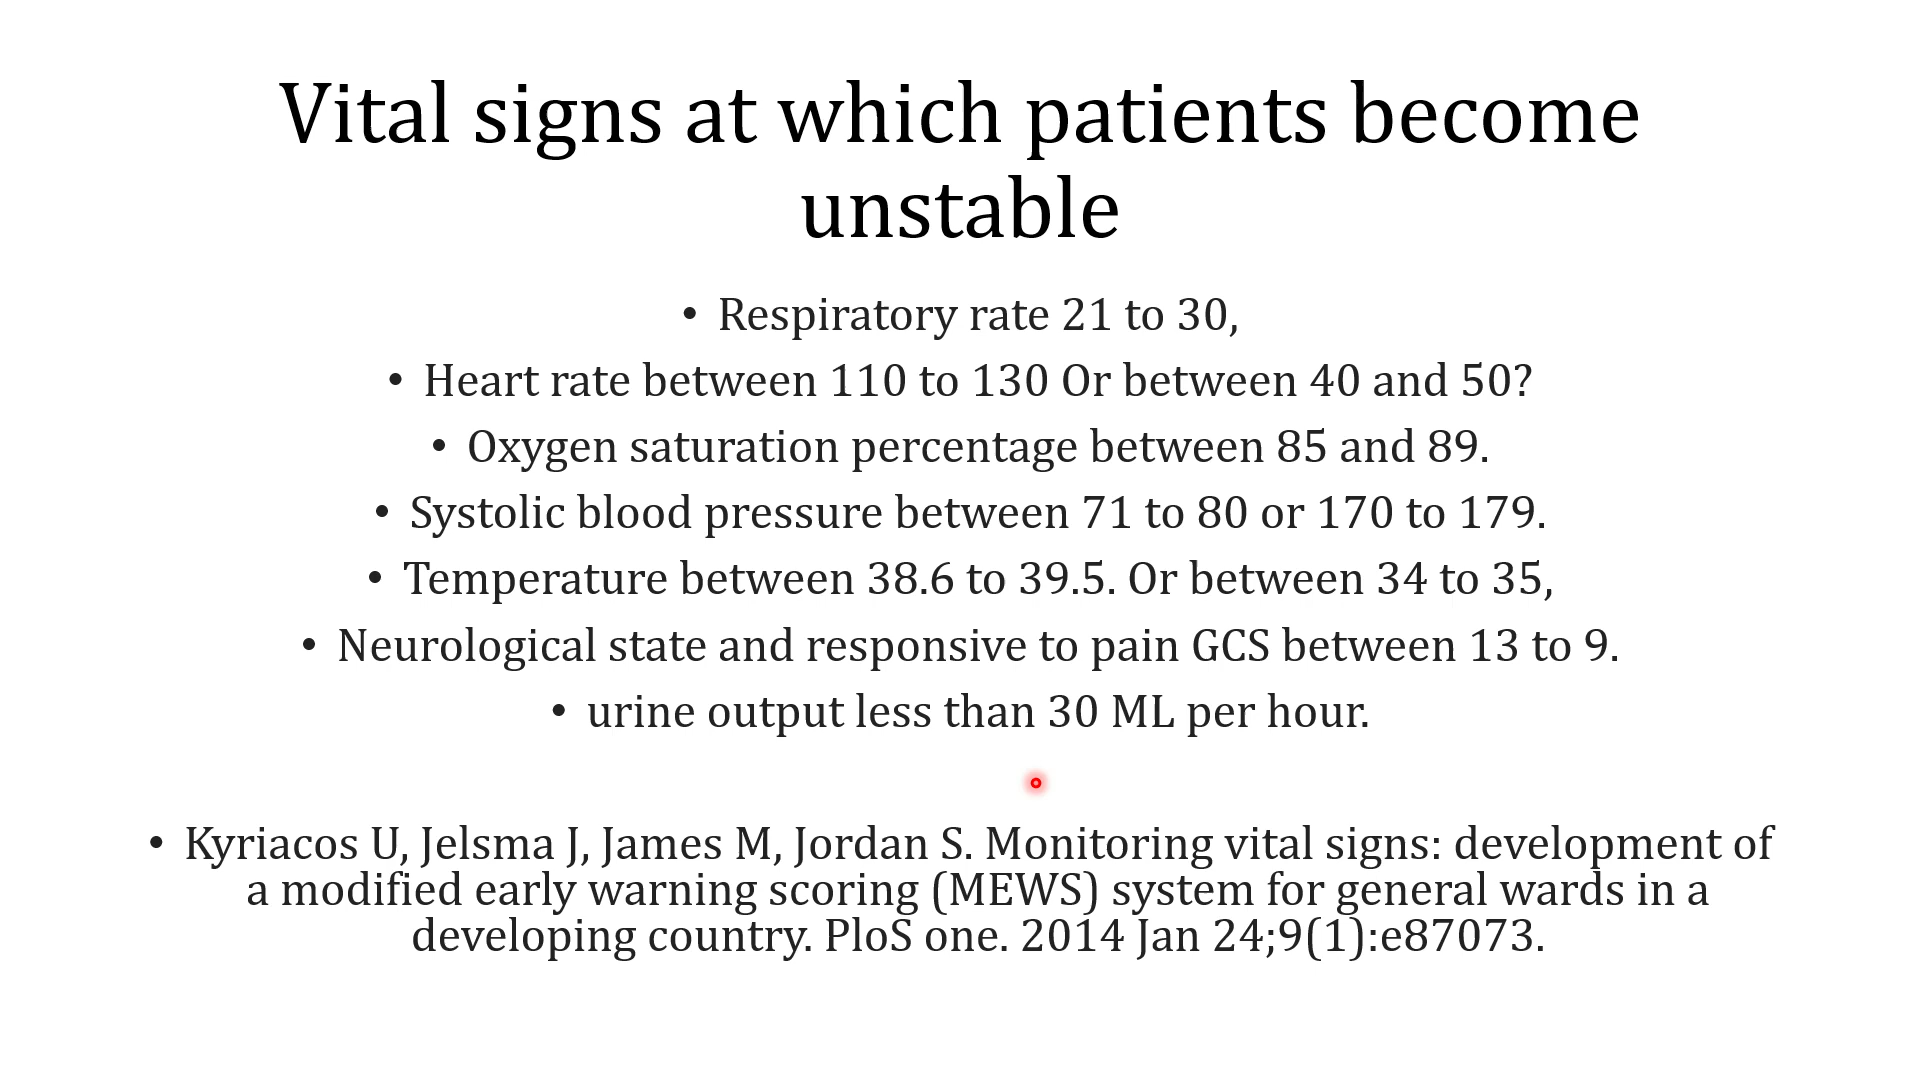 Vital signs at which patients become
unstable
• Respiratory rate 21 to 30,
• Heart rate between 110 to 130 Or between 40 and 50?
• Oxygen saturation percentage between 85 and 89.
• Systolic blood pressure between 71 to 80 or 170 to 179.
• Temperature between 38.6 to 39.5. Or between 34 to 35,
• Neurological state and responsive to pain GCS between 13 to 9.
• urine output less than 30 ML per hour.
• Kyriacos U, Jelsma J, James M, Jordan S. Monitoring vital signs: development of
a modified early warning scoring (MEWS) system for general wards in a
developing country. PloS one. 2014 Jan 24;9(1):e87073.